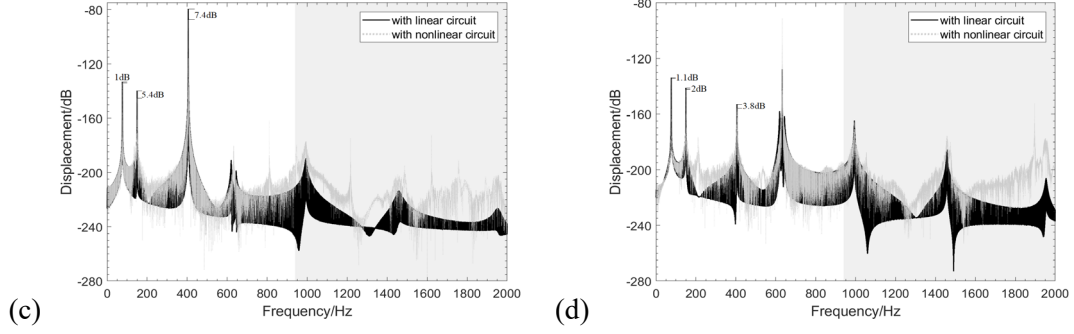 -80
-120
-160
-200
-240
-280
Displacement/dB
1dB
5.4dB
7.4dB
with linear circuit
with nonlinear circuit
0 200 400 600 800 1000 1200 1400 1600 1800 2000
Frequency/Hz
(c)
-80
-120
-160
-200
-240
-280
Displacement/dB
1.1dB
2dB
3.8dB
with linear circuit
with nonlinear circuit
0 200 400 600 800 1000 1200 1400 1600 1800 2000
Frequency/Hz
(d)